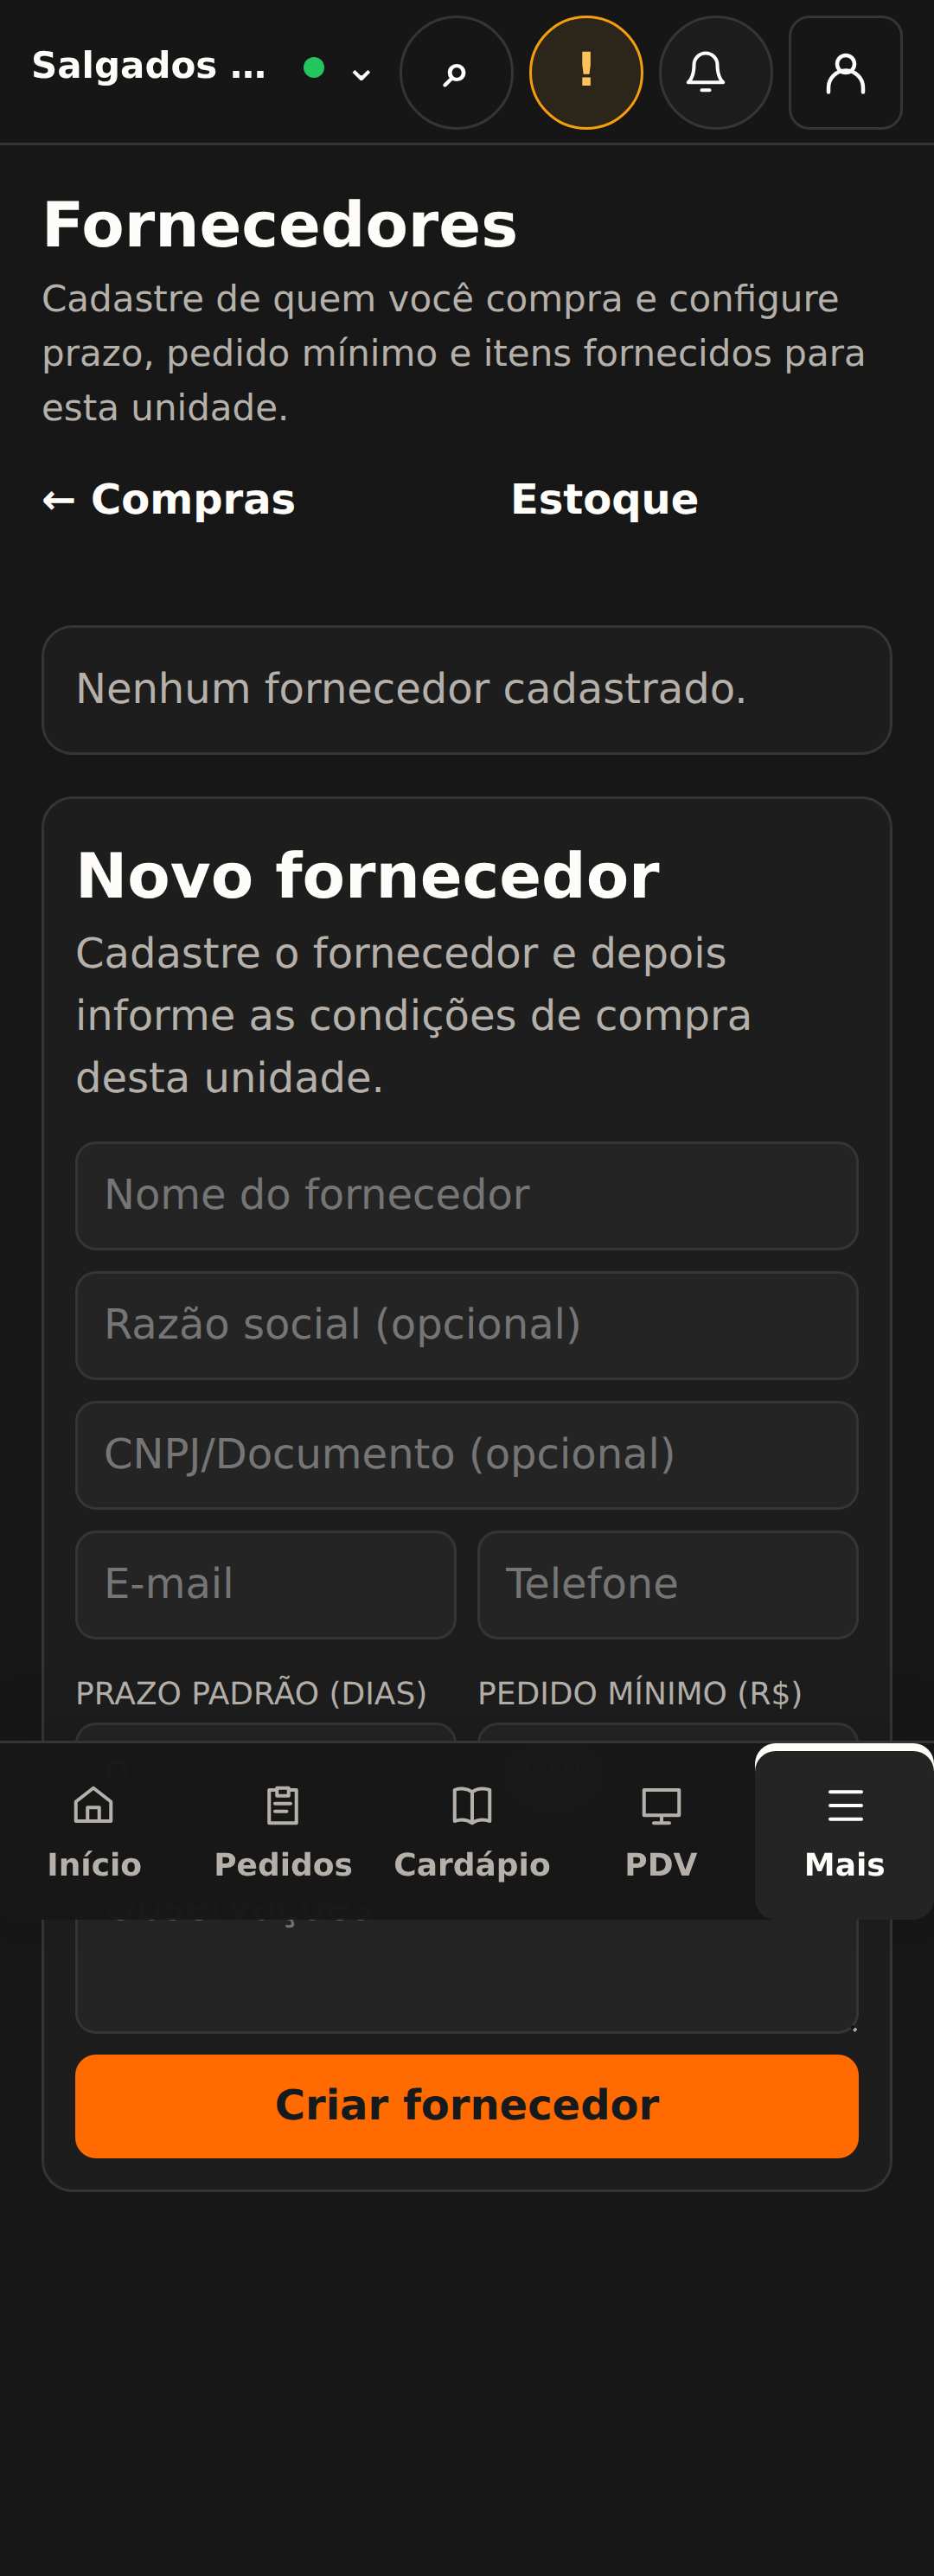 Salgados ...
!
Fornecedores
Cadastre de quem você compra e configure
prazo, pedido mínimo e itens fornecidos para
esta unidade.
← Compras
Estoque
Nenhum fornecedor cadastrado.
Novo fornecedor
Cadastre o fornecedor e depois
informe as condições de compra
desta unidade.
Nome do fornecedor
Razão social (opcional)
CNPJ/Documento (opcional)
E-mail
Telefone
PRAZO PADRÃO (DIAS)
PEDIDO MÍNIMO (R$)
Início
Pedidos
Cardápio
PDV
Mais
Criar fornecedor